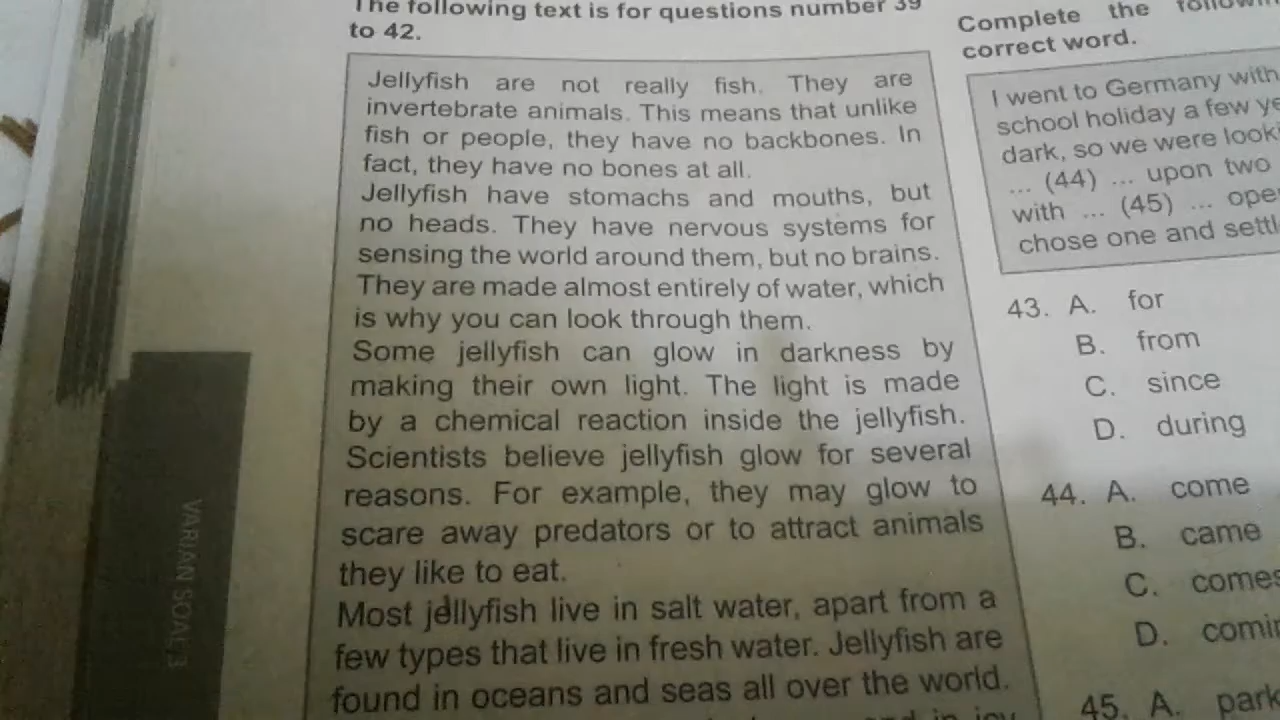 The following text is for questions number 39
to 42.
Jellyfish are not really fish. They are
invertebrate animals. This means that unlike
fish or people, they have no backbones. In
fact, they have no bones at all.
Jellyfish have stomachs and mouths, but
no heads. They have nervous systems for
sensing the world around them, but no brains.
They are made almost entirely of water, which
is why you can look through them.
Some jellyfish can glow in darkness by
making their own light. The light is made
by a chemical reaction inside the jellyfish.
Scientists believe jellyfish glow for several
reasons. For example, they may glow to
scare away predators or to attract animals
they like to eat.
Most jellyfish live in salt water, apart from a
few types that live in fresh water. Jellyfish are
found in oceans and seas all over the world.
Complete the
correct word.
I went to Germany with
school holiday a few
dark, so we were
... (44) ... upon two
with ... (45) ...
chose one and
43. A. for
B. from
C. since
D. during
44. A. come
B. came
C. comes
D.
45. A.
VARIAN SOAL 3